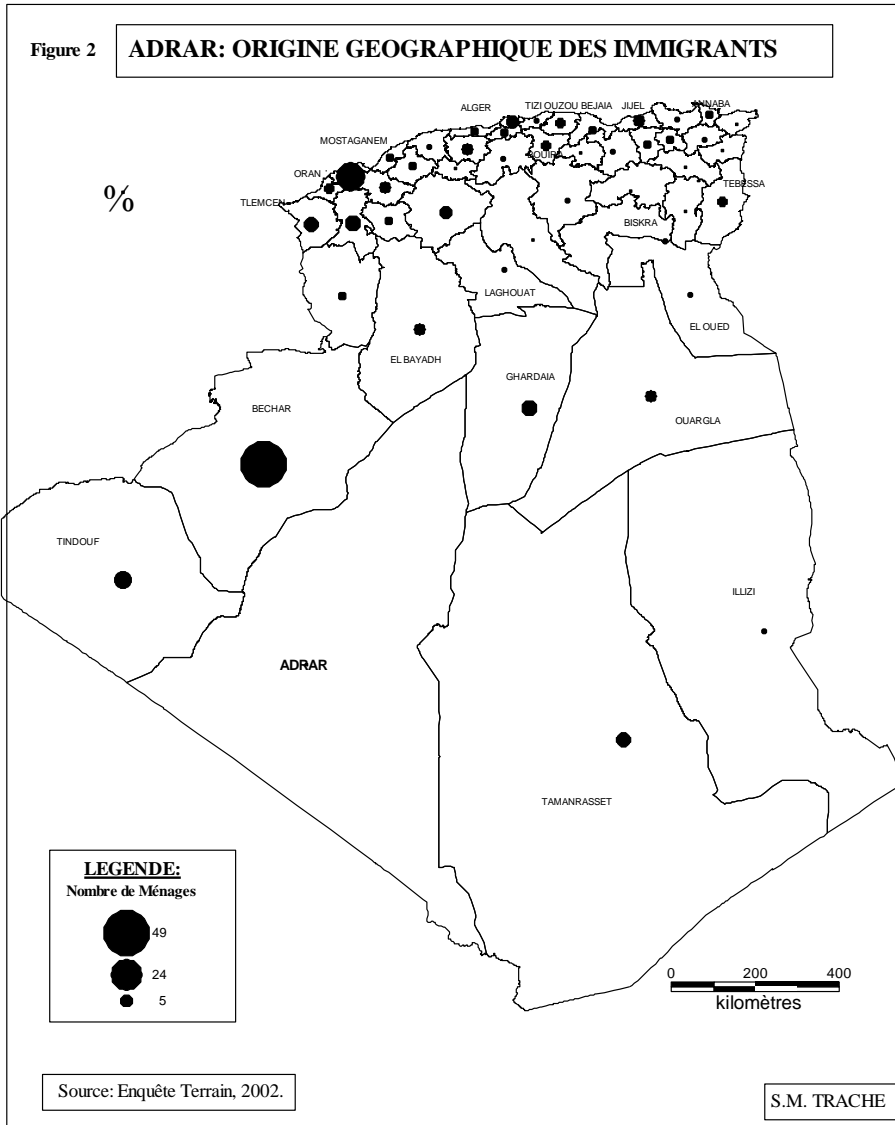 Figure 2
ADRAR: ORIGINE GEOGRAPHIQUE DES IMMIGRANTS
ALGER
TIZI OUZOU
BEJAIA
JIJEL
ANNABA
MOSTAGANEM
BOUIRA
ORAN
%
TEBESSA
TLEMCEN
BISKRA
LAGHOUAT
EL OUED
EL BAYADH
GHARDAIA
BECHAR
OUARGLA
TINDOUF
ILLIZI
ADRAR
TAMANRASSET
LEGENDE:
Nombre de Ménages
49
24
5
0 200 400
kilomètres
Source: Enquête Terrain, 2002.
S.M. TRACHE